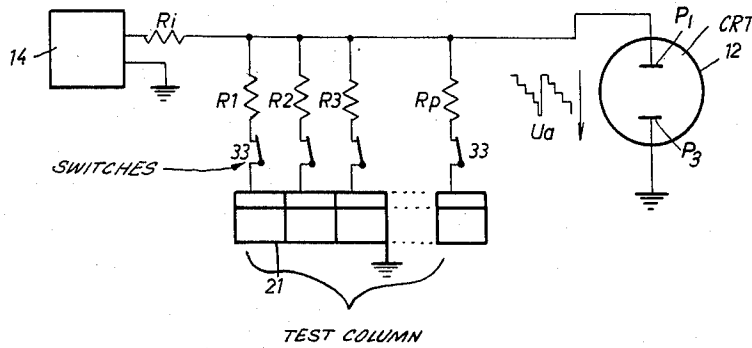 14
Ri
P1
CRT
12
R1
R2
R3
Rp
Ua
P3
33
33
SWITCHES
21
TEST COLUMN